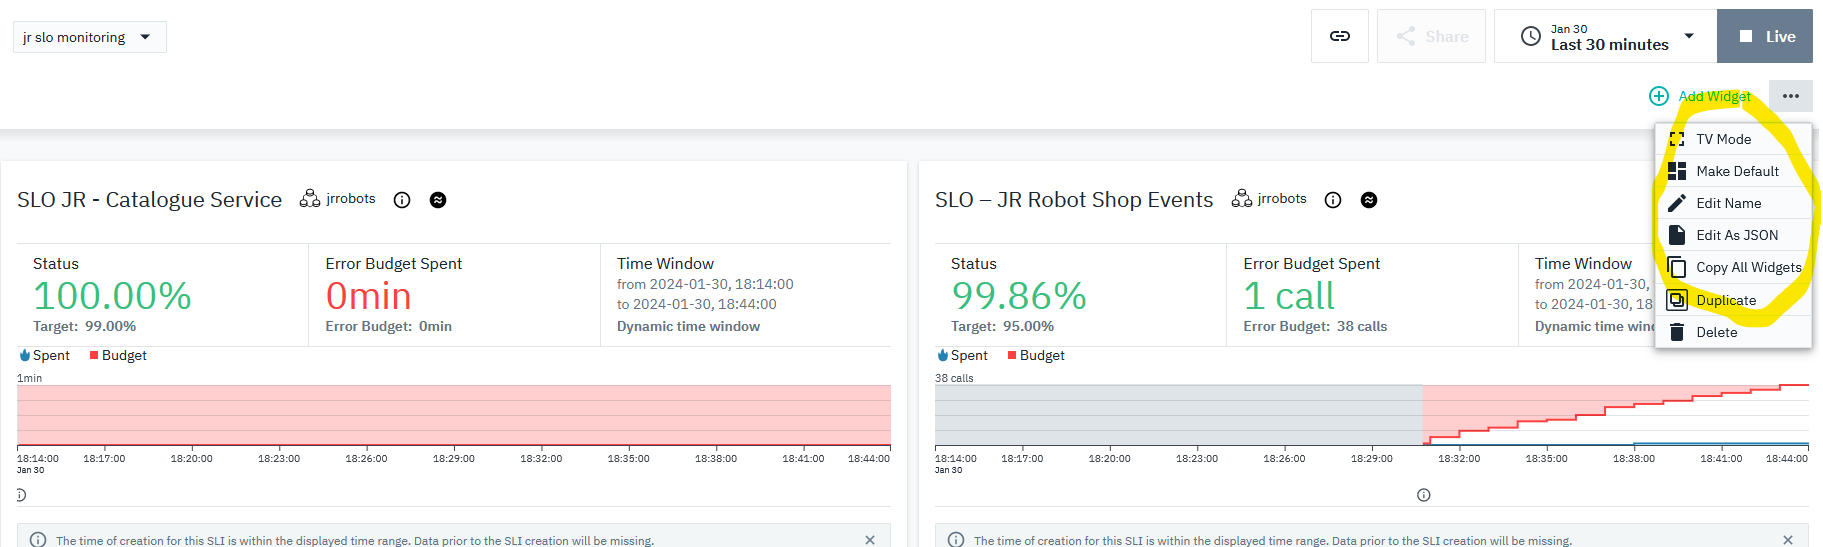 jr slo monitoring
Share
Jan 30
Last 30 minutes
Live
Add Widget
TV Mode
Make Default
Edit Name
Edit As JSON
Copy All Widgets
Duplicate
Delete
SLO JR - Catalogue Service jrrobots
Status
100.00%
Target: 99.00%
Error Budget Spent
0min
Error Budget: 0min
Time Window
from 2024-01-30, 18:14:00
to 2024-01-30, 18:44:00
Dynamic time window
Spent Budget
1min
18:14:00 18:17:00 18:20:00 18:23:00 18:26:00 18:29:00 18:32:00 18:35:00 18:38:00 18:41:00 18:44:00
Jan 30
The time of creation for this SLI is within the displayed time range. Data prior to the SLI creation will be missing.
SLO – JR Robot Shop Events jrrobots
Status
99.86%
Target: 95.00%
Error Budget Spent
1 call
Error Budget: 38 calls
Time Window
from 2024-01-30,
to 2024-01-30, 18
Dynamic time wind
Spent Budget
38 calls
18:14:00 18:17:00 18:20:00 18:23:00 18:26:00 18:29:00 18:32:00 18:35:00 18:38:00 18:41:00 18:44:00
Jan 30
The time of creation for this SLI is within the displayed time range. Data prior to the SLI creation will be missing.